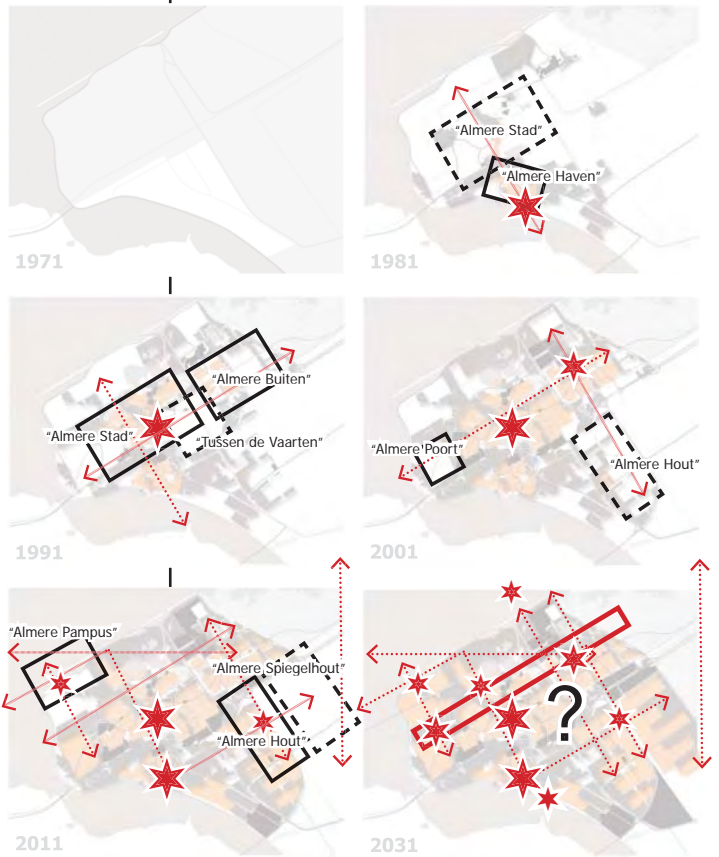 1971
"Almere Stad"
"Almere Haven"
1981
"Almere Buiten"
"Almere Stad"
"Tussen de Vaarten"
1991
"Almere Poort"
"Almere Hout"
2001
"Almere Pampus"
"Almere Spiegelhout"
"Almere Hout"
2011
?
2031